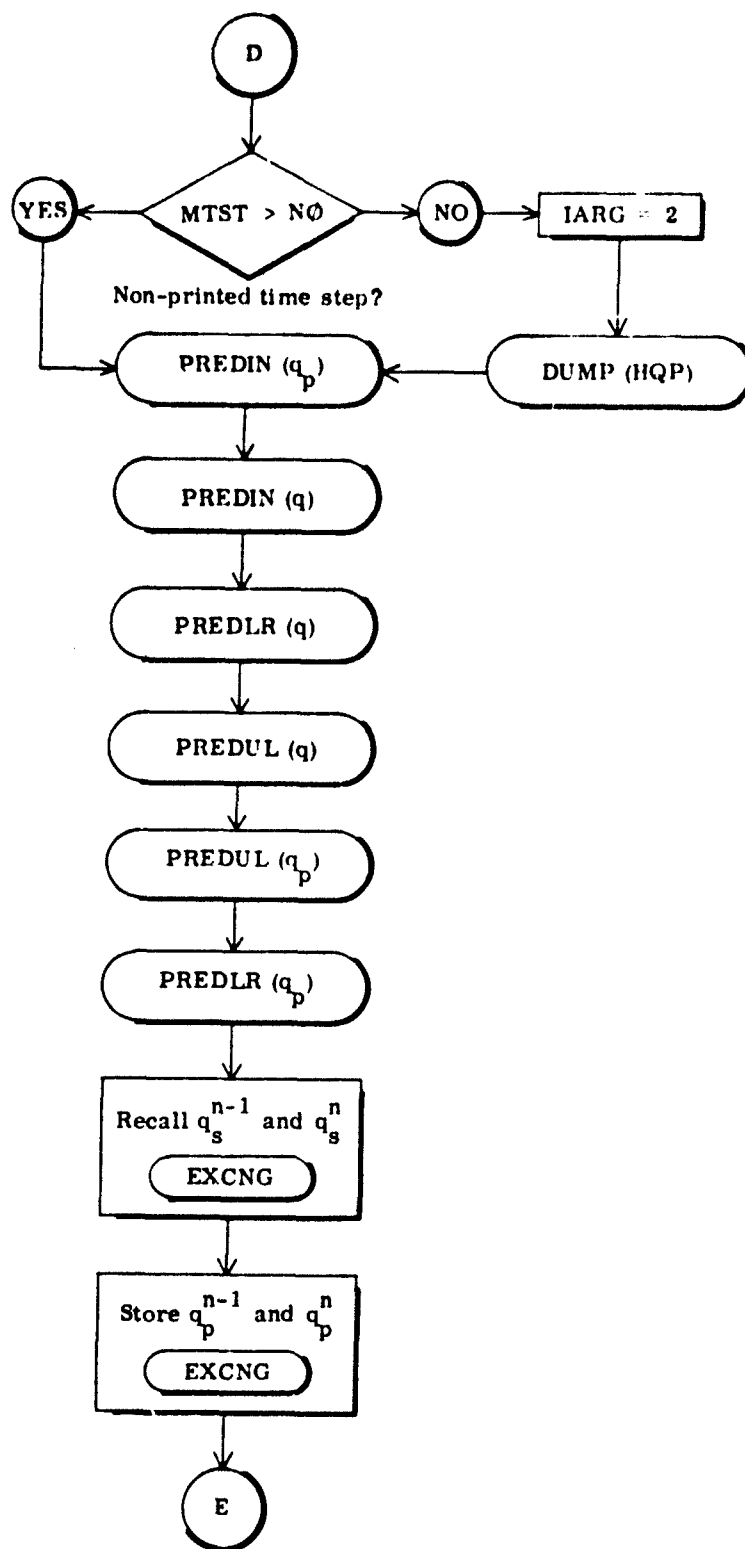 D
YES
MTST > NØ
NO
IARG = 2
Non-printed time step?
PREDIN (q_p)
DUMP (HQP)
PREDIN (q)
PREDLR (q)
PREDUL (q)
PREDUL (q_p)
PREDLR (q_p)
Recall q_s^{n-1} and q_s^n
EXCNG
Store q_p^{n-1} and q_p^n
EXCNG
E